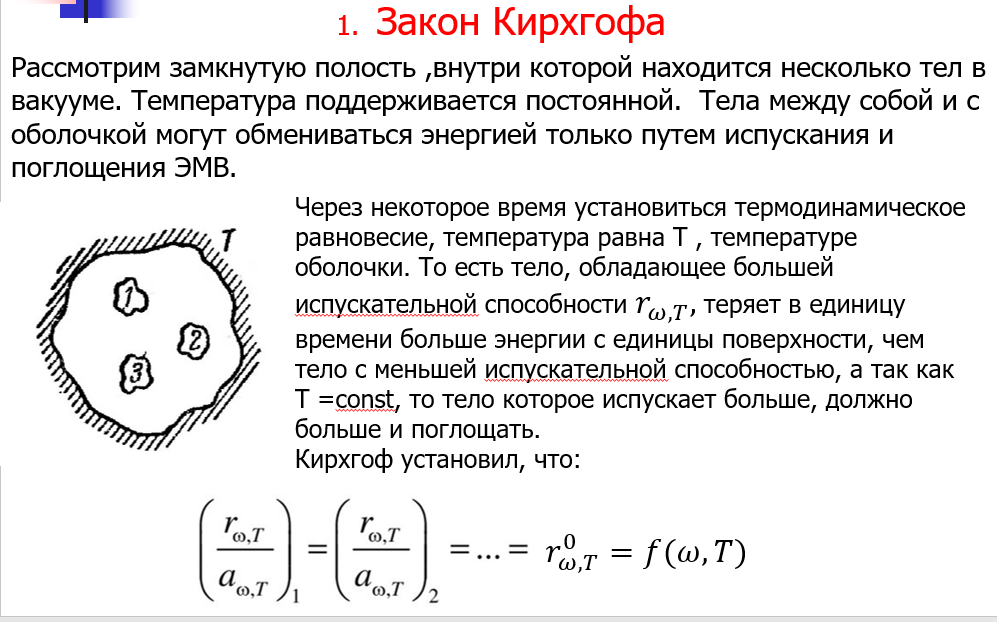 1. Закон Кирхгофа
Рассмотрим замкнутую полость ,внутри которой находится несколько тел в
вакууме. Температура поддерживается постоянной. Тела между собой и с
оболочкой могут обмениваться энергией только путем испускания и
поглощения ЭМВ.
Через некоторое время установиться термодинамическое
равновесие, температура равна Т , температуре
оболочки. То есть тело, обладающее большей
испускательной способности r_{ω,T}, теряет в единицу
времени больше энергии с единицы поверхности, чем
тело с меньшей испускательной способностью, а так как
Т =const, то тело которое испускает больше, должно
больше и поглощать.
Кирхгоф установил, что:
T
1
2
3
(r_{ω,T}/a_{ω,T})_1 = (r_{ω,T}/a_{ω,T})_2 = ... = r^0_{ω,T} = f(ω,T)